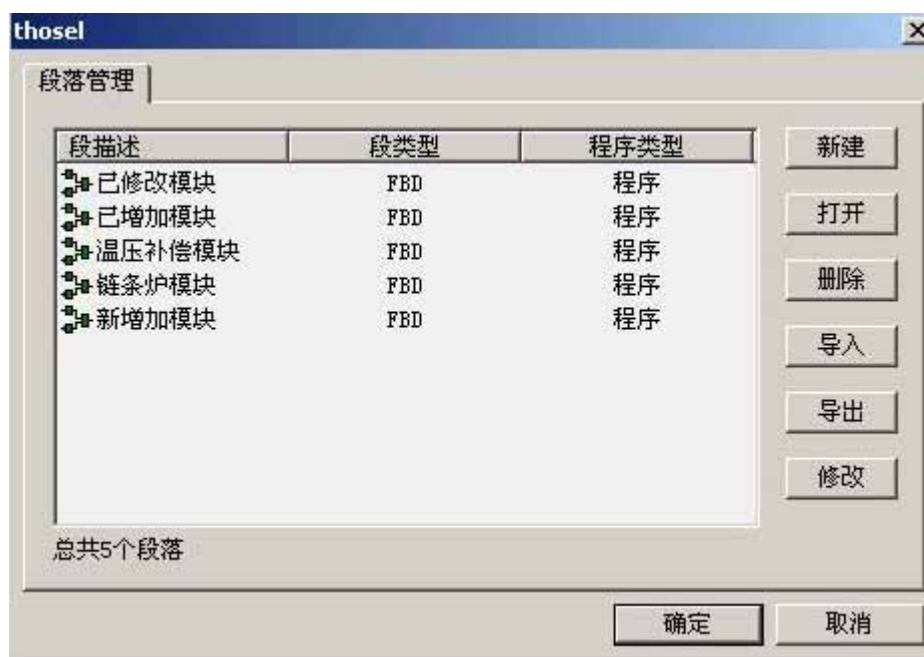 thosel
段落管理
段描述 段类型 程序类型
已修改模块 FBD 程序
已增加模块 FBD 程序
温压补偿模块 FBD 程序
链条炉模块 FBD 程序
新增加模块 FBD 程序
新建
打开
删除
导入
导出
修改
总共5个段落
确定 取消